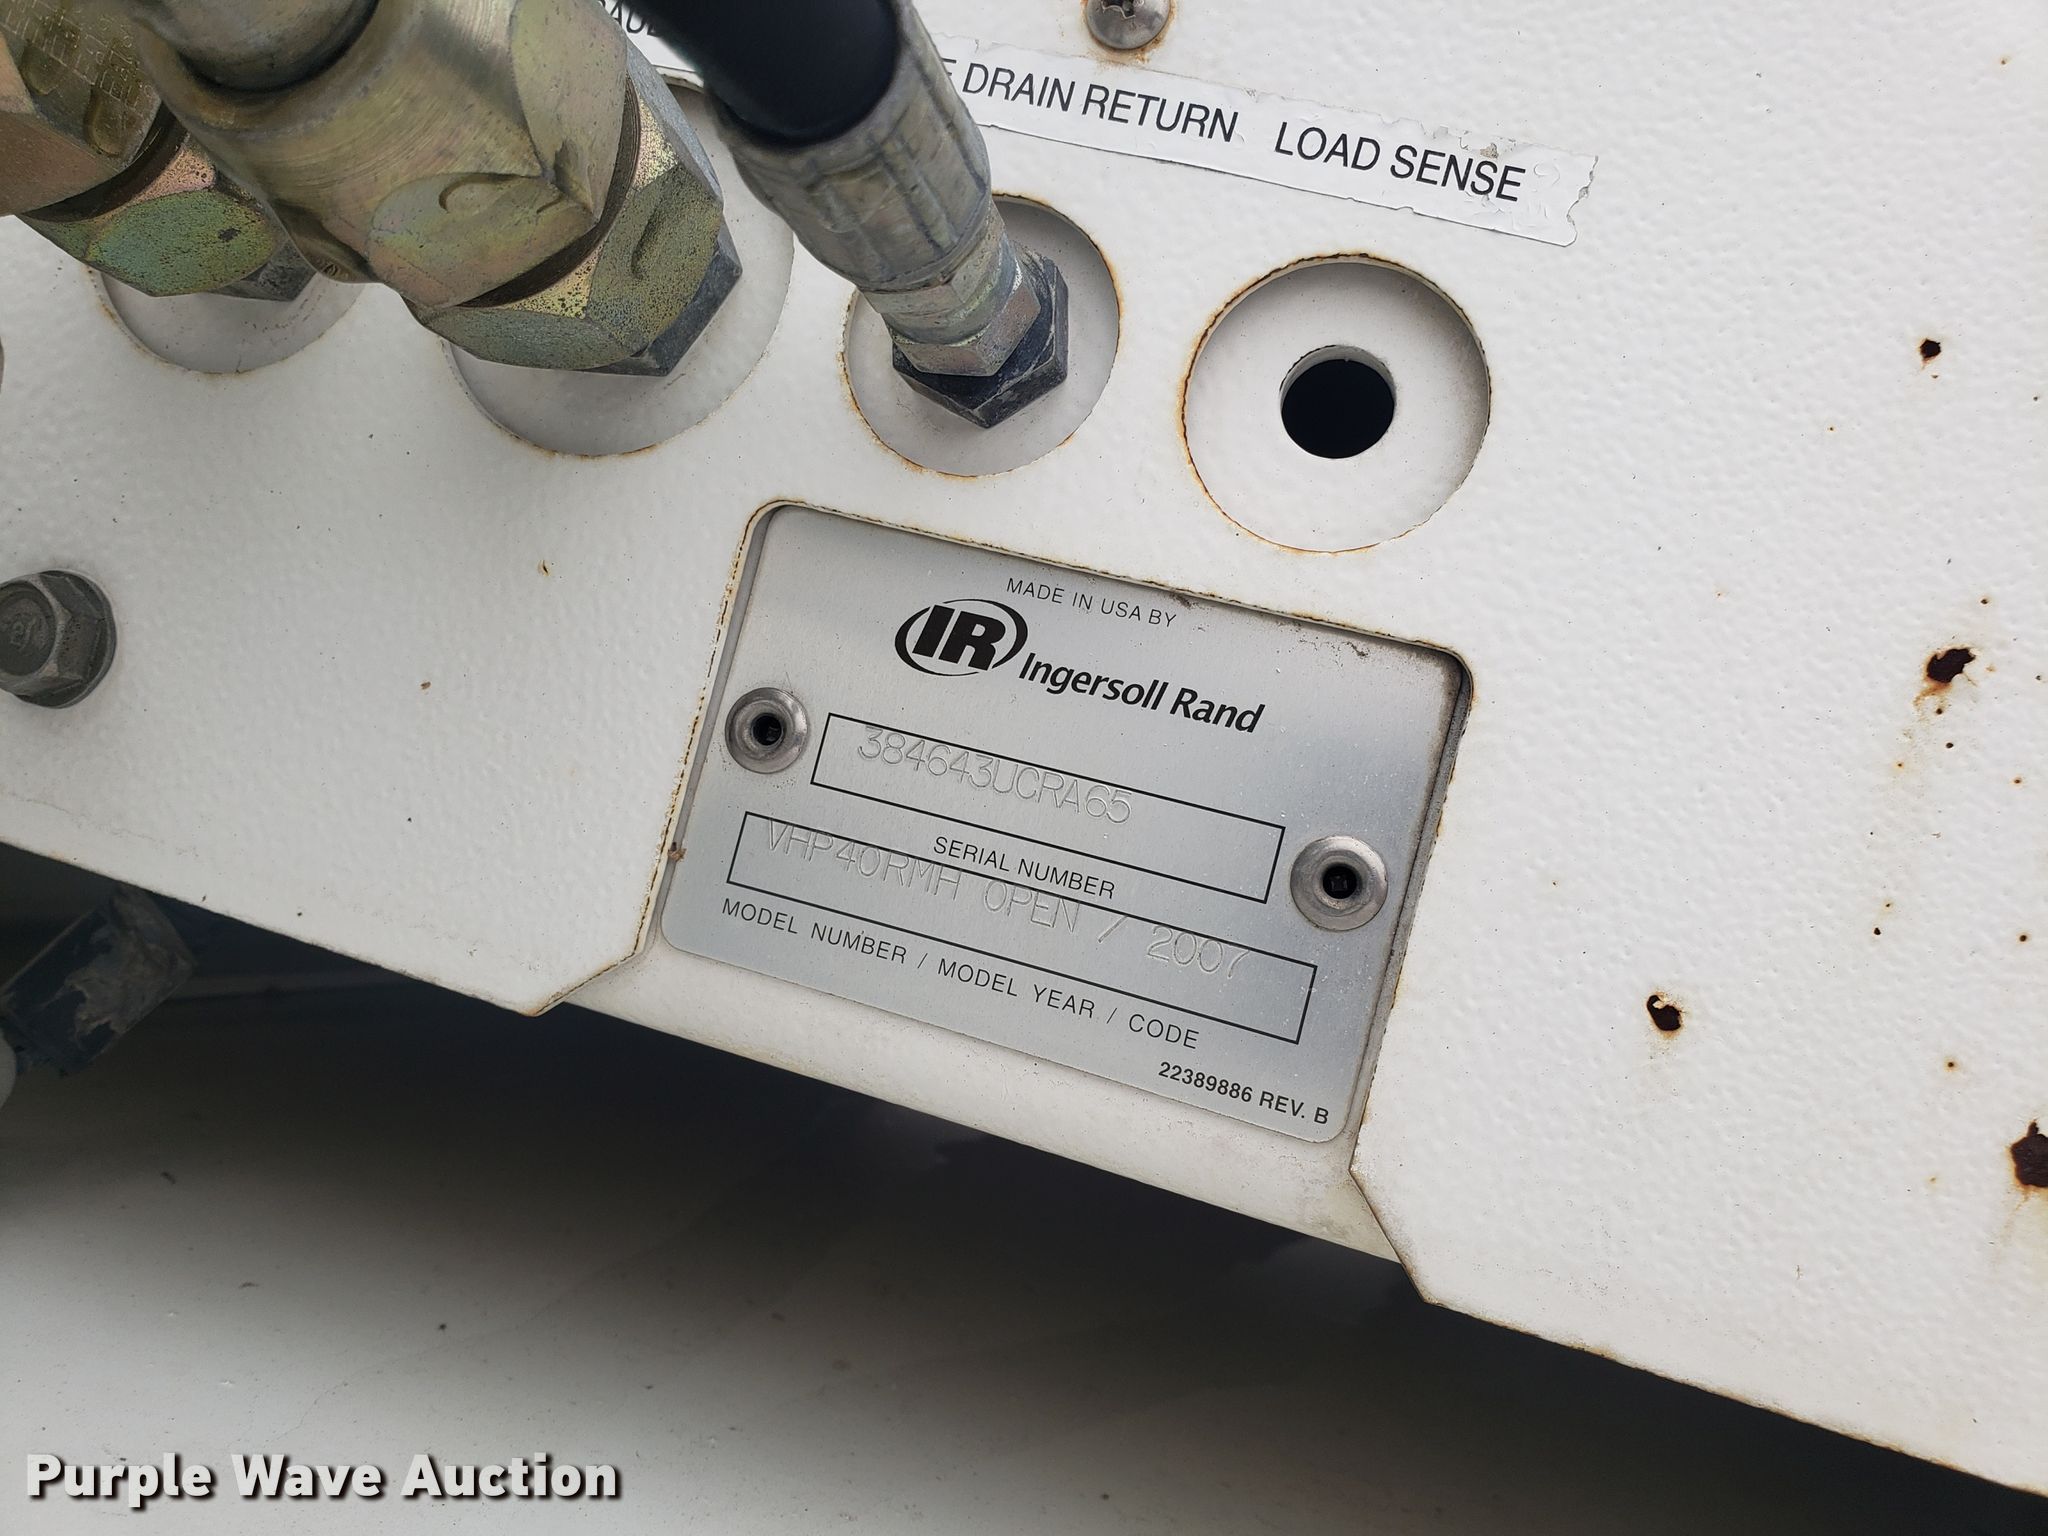 DRAIN RETURN LOAD SENSE
MADE IN USA BY
IR Ingersoll Rand
384643UCRA65
SERIAL NUMBER
VHP40RMH OPEN / 2007
MODEL NUMBER / MODEL YEAR / CODE
22389886 REV. B
Purple Wave Auction